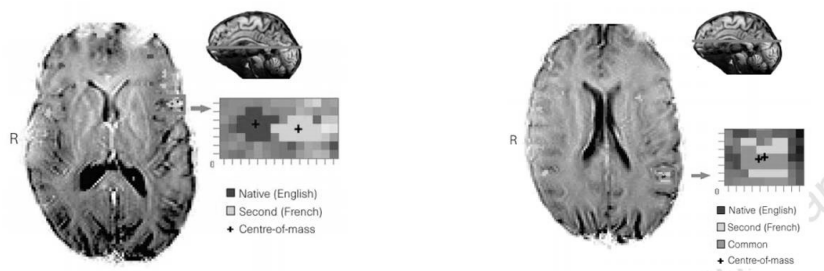 R
0
Native (English)
Second (French)
Centre-of-mass
R
0
Native (English)
Second (French)
Common
Centre-of-mass